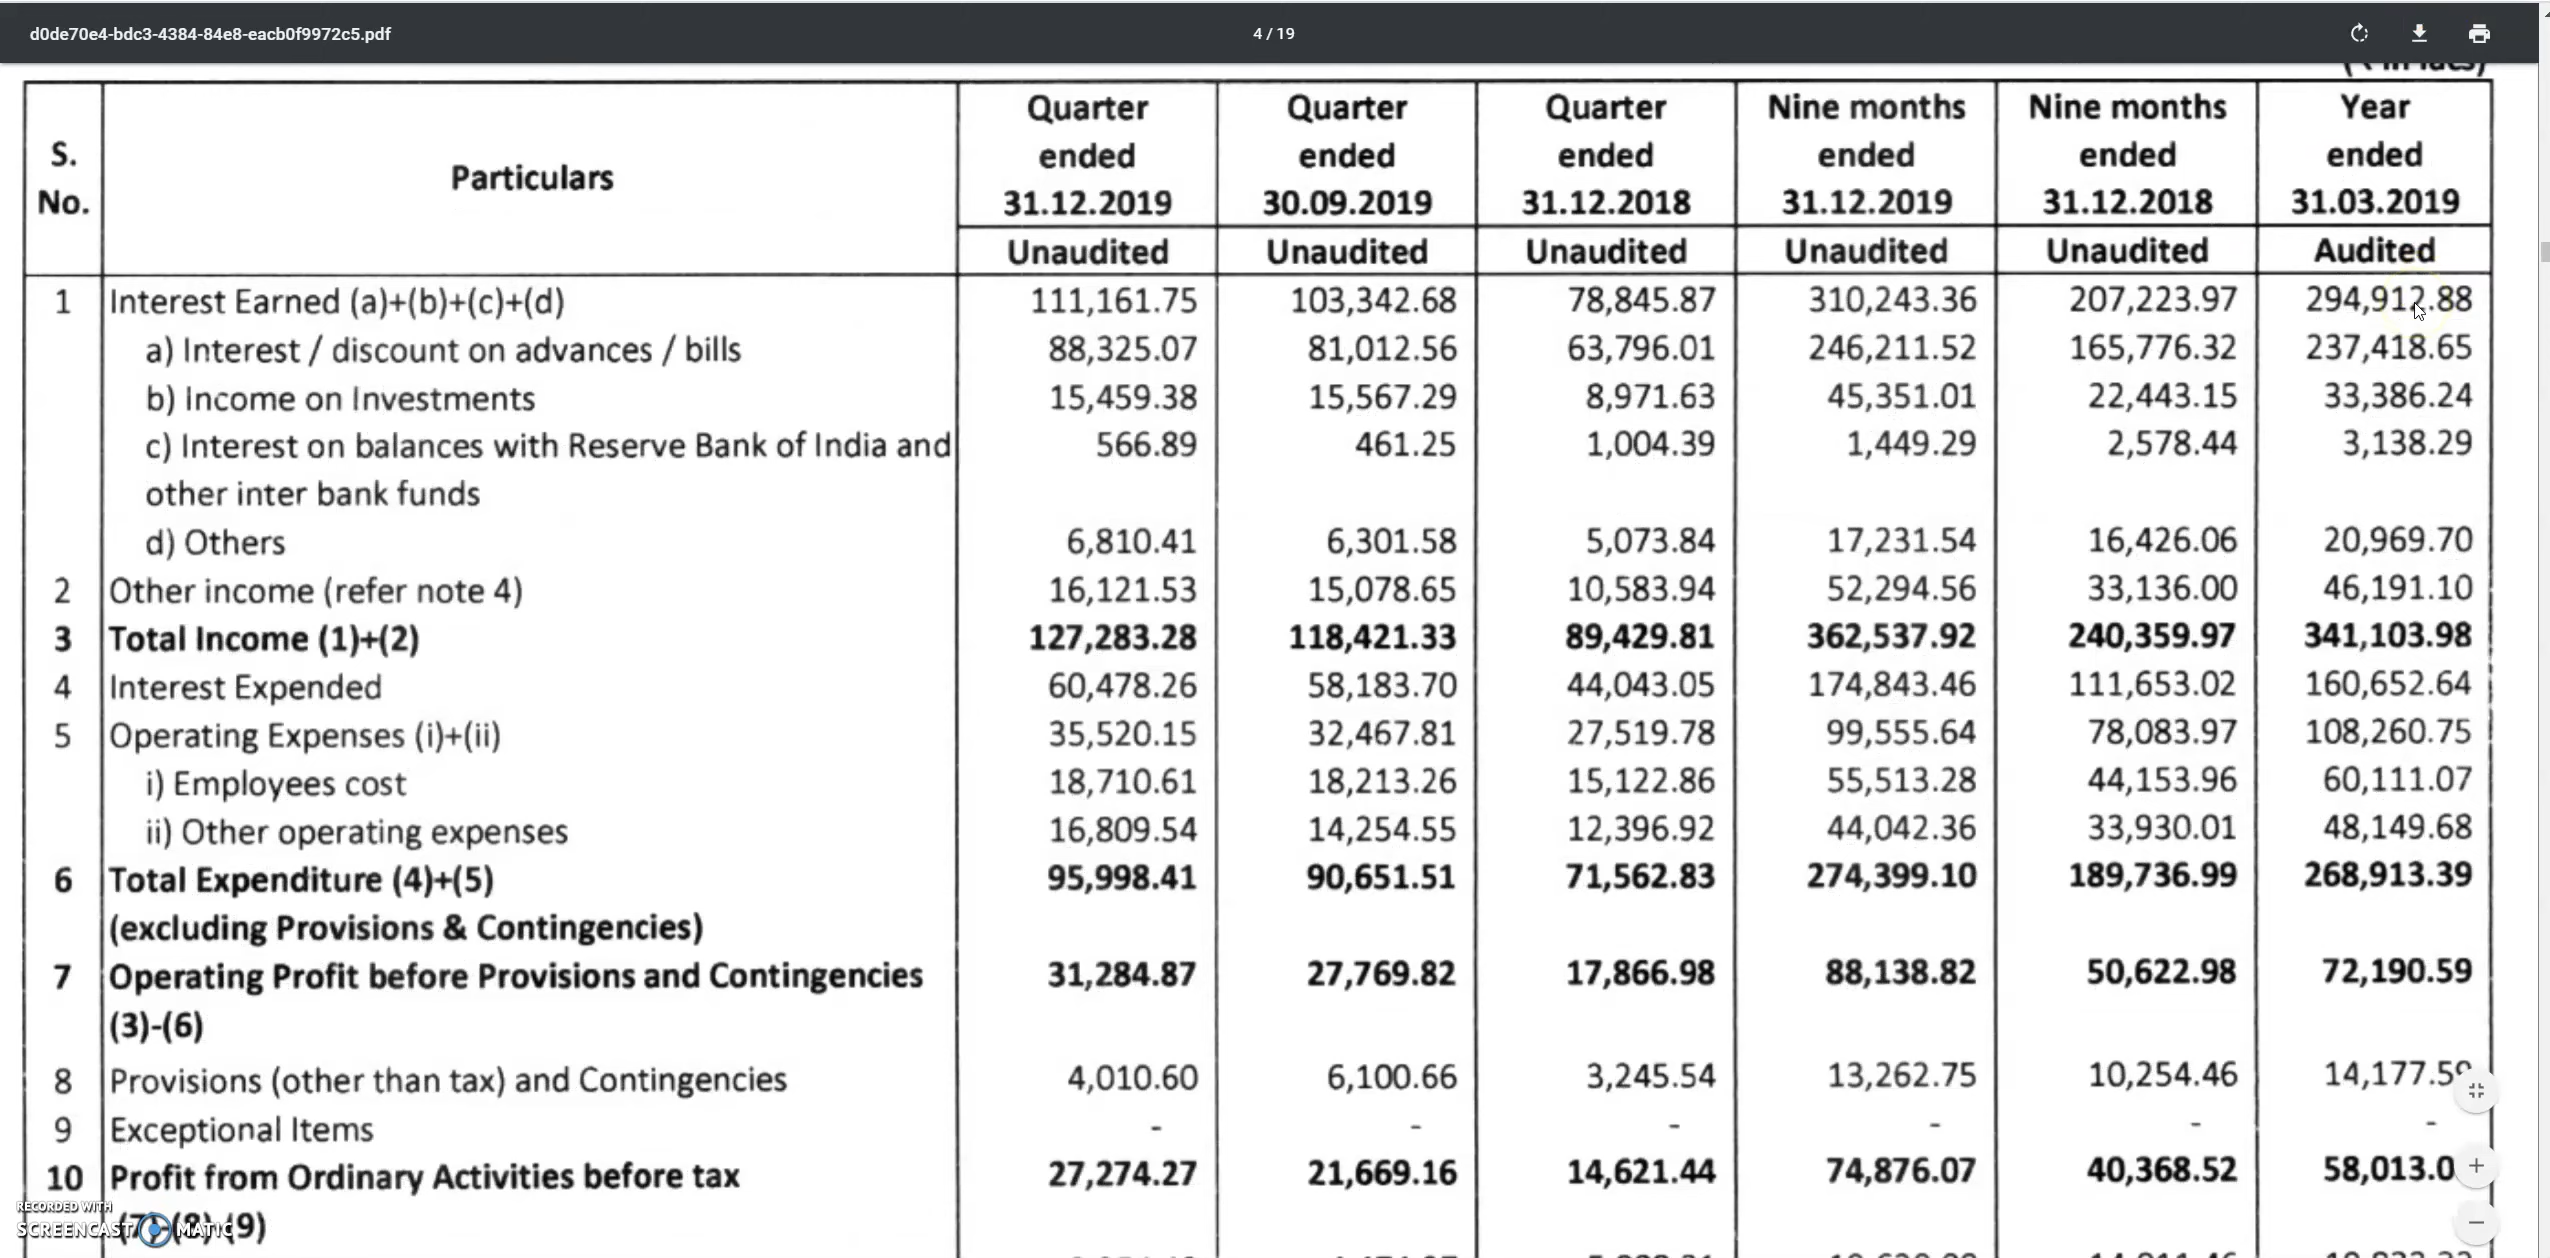 d0de70e4-bdc3-4384-84e8-eacb0f9972c5.pdf 4 / 19
(₹ in lacs)
S. No. Particulars Quarter ended 31.12.2019 Quarter ended 30.09.2019 Quarter ended 31.12.2018 Nine months ended 31.12.2019 Nine months ended 31.12.2018 Year ended 31.03.2019
Unaudited Unaudited Unaudited Unaudited Unaudited Audited
1 Interest Earned (a)+(b)+(c)+(d) 111,161.75 103,342.68 78,845.87 310,243.36 207,223.97 294,912.88
a) Interest / discount on advances / bills 88,325.07 81,012.56 63,796.01 246,211.52 165,776.32 237,418.65
b) Income on Investments 15,459.38 15,567.29 8,971.63 45,351.01 22,443.15 33,386.24
c) Interest on balances with Reserve Bank of India and 566.89 461.25 1,004.39 1,449.29 2,578.44 3,138.29
other inter bank funds
d) Others 6,810.41 6,301.58 5,073.84 17,231.54 16,426.06 20,969.70
2 Other income (refer note 4) 16,121.53 15,078.65 10,583.94 52,294.56 33,136.00 46,191.10
3 Total Income (1)+(2) 127,283.28 118,421.33 89,429.81 362,537.92 240,359.97 341,103.98
4 Interest Expended 60,478.26 58,183.70 44,043.05 174,843.46 111,653.02 160,652.64
5 Operating Expenses (i)+(ii) 35,520.15 32,467.81 27,519.78 99,555.64 78,083.97 108,260.75
i) Employees cost 18,710.61 18,213.26 15,122.86 55,513.28 44,153.96 60,111.07
ii) Other operating expenses 16,809.54 14,254.55 12,396.92 44,042.36 33,930.01 48,149.68
6 Total Expenditure (4)+(5) 95,998.41 90,651.51 71,562.83 274,399.10 189,736.99 268,913.39
(excluding Provisions & Contingencies)
7 Operating Profit before Provisions and Contingencies 31,284.87 27,769.82 17,866.98 88,138.82 50,622.98 72,190.59
(3)-(6)
8 Provisions (other than tax) and Contingencies 4,010.60 6,100.66 3,245.54 13,262.75 10,254.46 14,177.59
9 Exceptional Items - - - - - -
10 Profit from Ordinary Activities before tax 27,274.27 21,669.16 14,621.44 74,876.07 40,368.52 58,013.0
(7)-(8)-(9)
RECORDED WITH
SCREENCAST MATIC